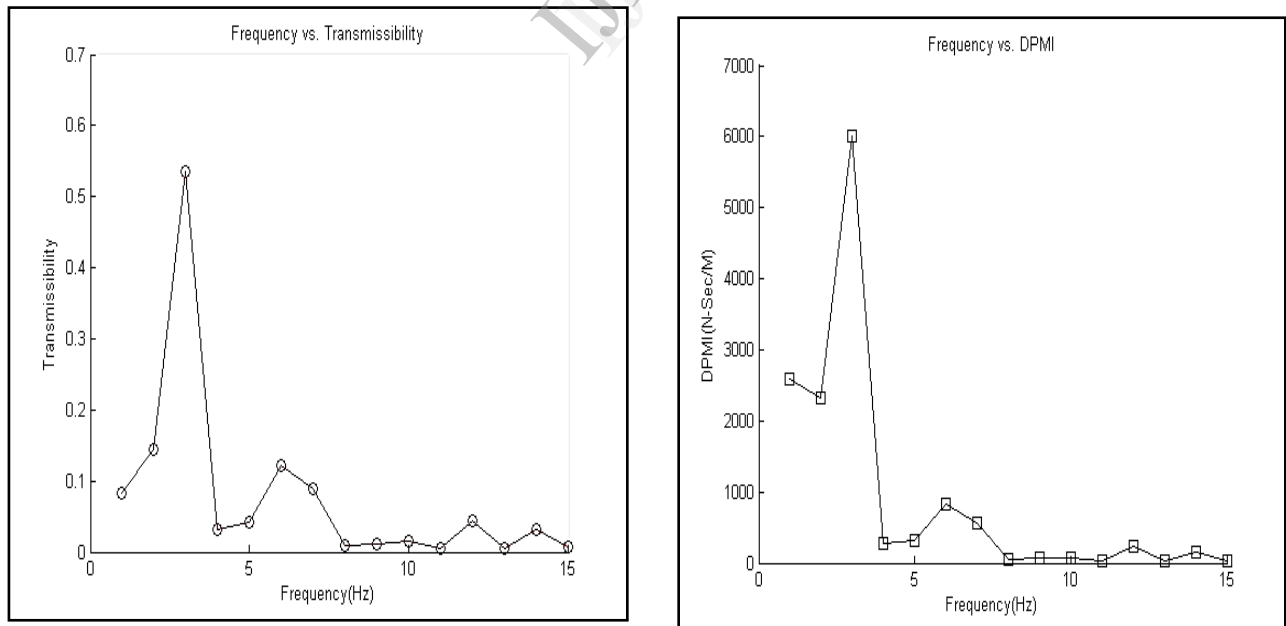 Frequency vs. Transmissibility
0.7
0.6
0.5
0.4
0.3
0.2
0.1
0
Transmissibility
0 5 10 15
Frequency(Hz)
Frequency vs. DPMI
7000
6000
5000
4000
3000
2000
1000
0
DPMI(N-Sec/M)
0 5 10 15
Frequency(Hz)